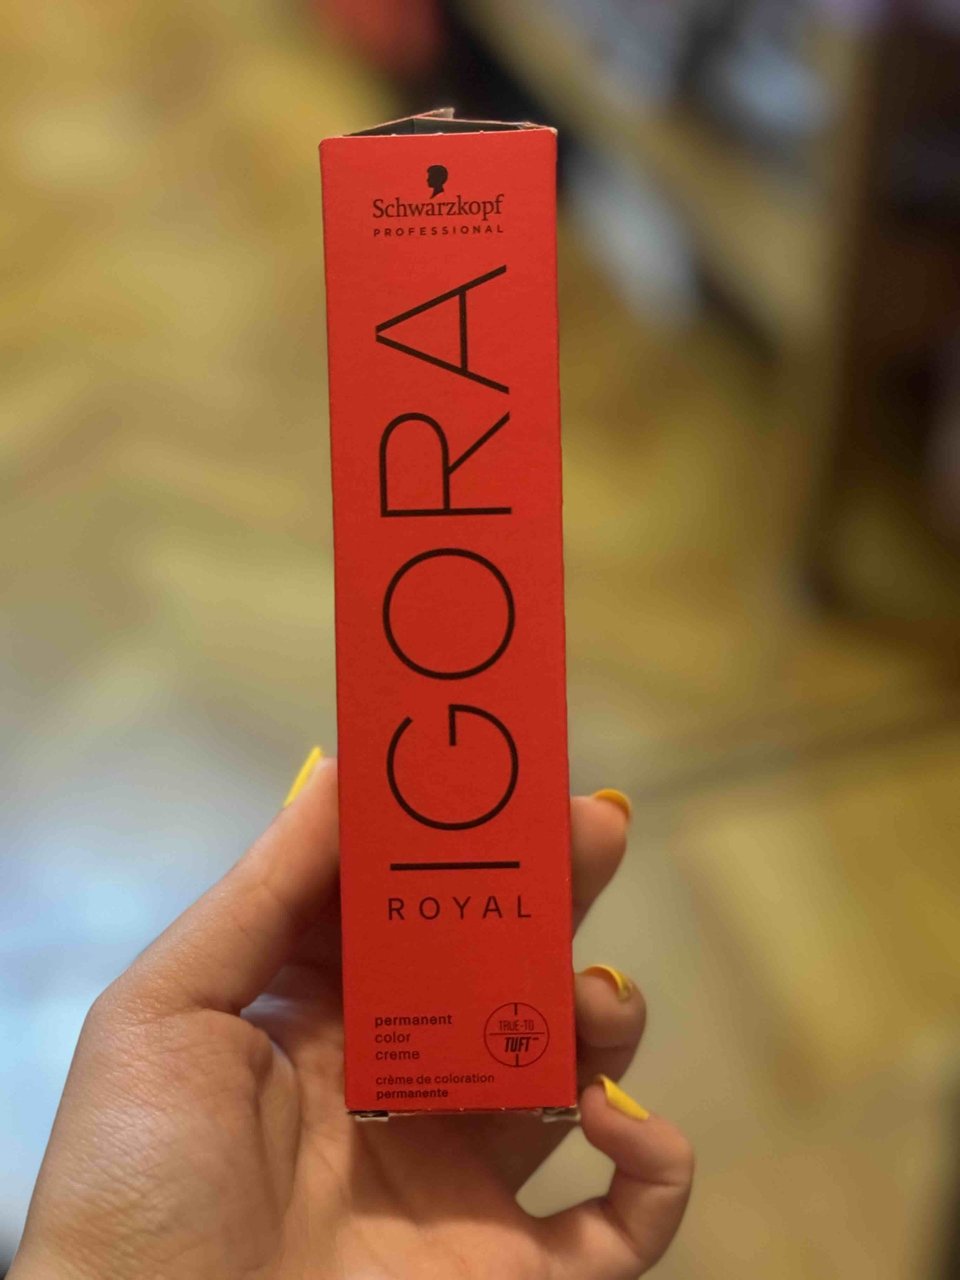 Schwarzkopf
PROFESSIONAL
IGORA
ROYAL
permanent
color
creme
crème de coloration
permanente
TRUE-TO
TUFT